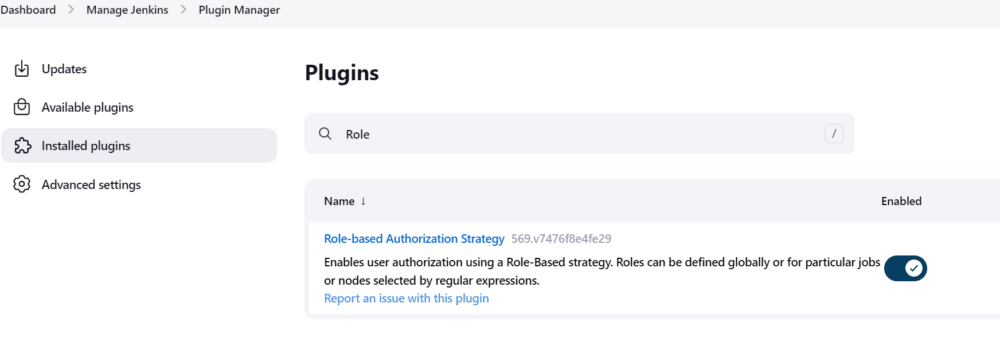 Dashboard > Manage Jenkins > Plugin Manager
Updates
Available plugins
Installed plugins
Advanced settings
Plugins
Role /
Name ↓ Enabled
Role-based Authorization Strategy 569.v7476f8e4fe29
Enables user authorization using a Role-Based strategy. Roles can be defined globally or for particular jobs
or nodes selected by regular expressions.
Report an issue with this plugin